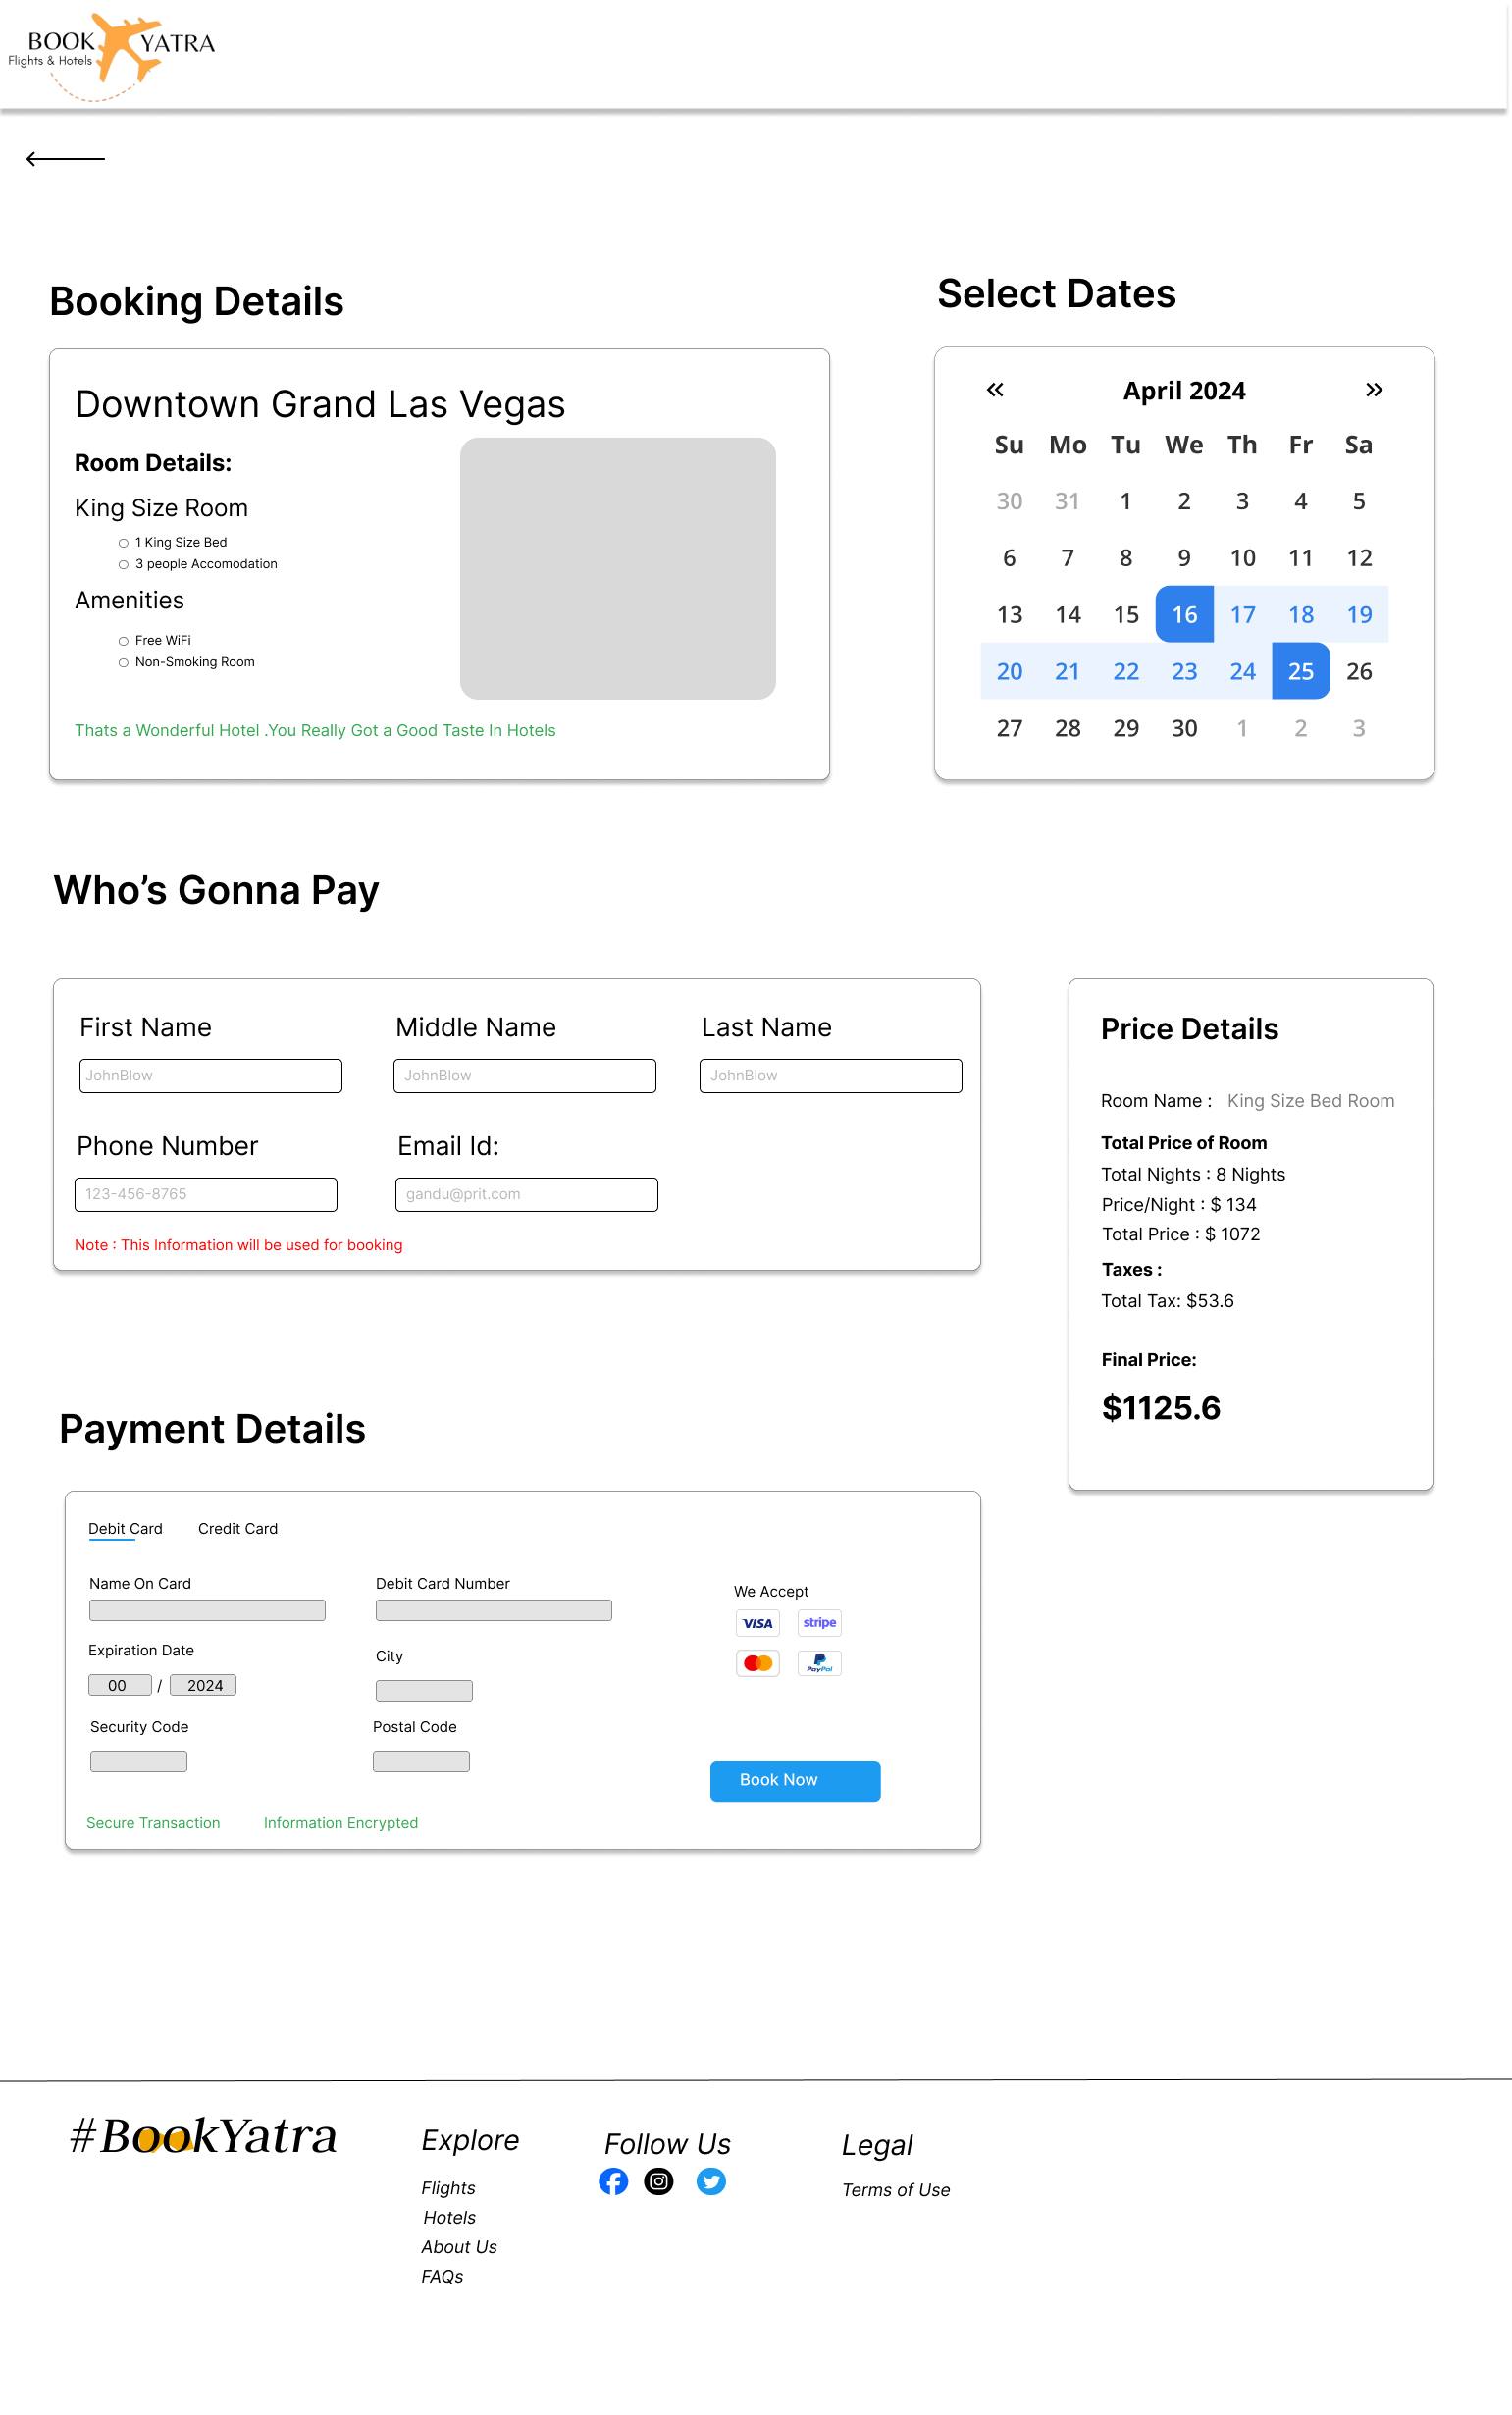 BOOK YATRA
Flights & Hotels
Booking Details
Downtown Grand Las Vegas
Room Details:
King Size Room
1 King Size Bed
3 people Accomodation
Amenities
Free WiFi
Non-Smoking Room
Thats a Wonderful Hotel .You Really Got a Good Taste In Hotels
Select Dates
« April 2024 »
Su Mo Tu We Th Fr Sa
30 31 1 2 3 4 5
6 7 8 9 10 11 12
13 14 15 16 17 18 19
20 21 22 23 24 25 26
27 28 29 30 1 2 3
Who’s Gonna Pay
First Name Middle Name Last Name
JohnBlow JohnBlow JohnBlow
Phone Number Email Id:
123-456-8765 gandu@prit.com
Note : This Information will be used for booking
Price Details
Room Name : King Size Bed Room
Total Price of Room
Total Nights : 8 Nights
Price/Night : $ 134
Total Price : $ 1072
Taxes :
Total Tax: $53.6
Final Price:
$1125.6
Payment Details
Debit Card Credit Card
Name On Card Debit Card Number
We Accept
VISA stripe
Expiration Date City
PayPal
00 / 2024
Security Code Postal Code
Book Now
Secure Transaction Information Encrypted
#BookYatra
Explore
Flights
Hotels
About Us
FAQs
Follow Us
Legal
Terms of Use